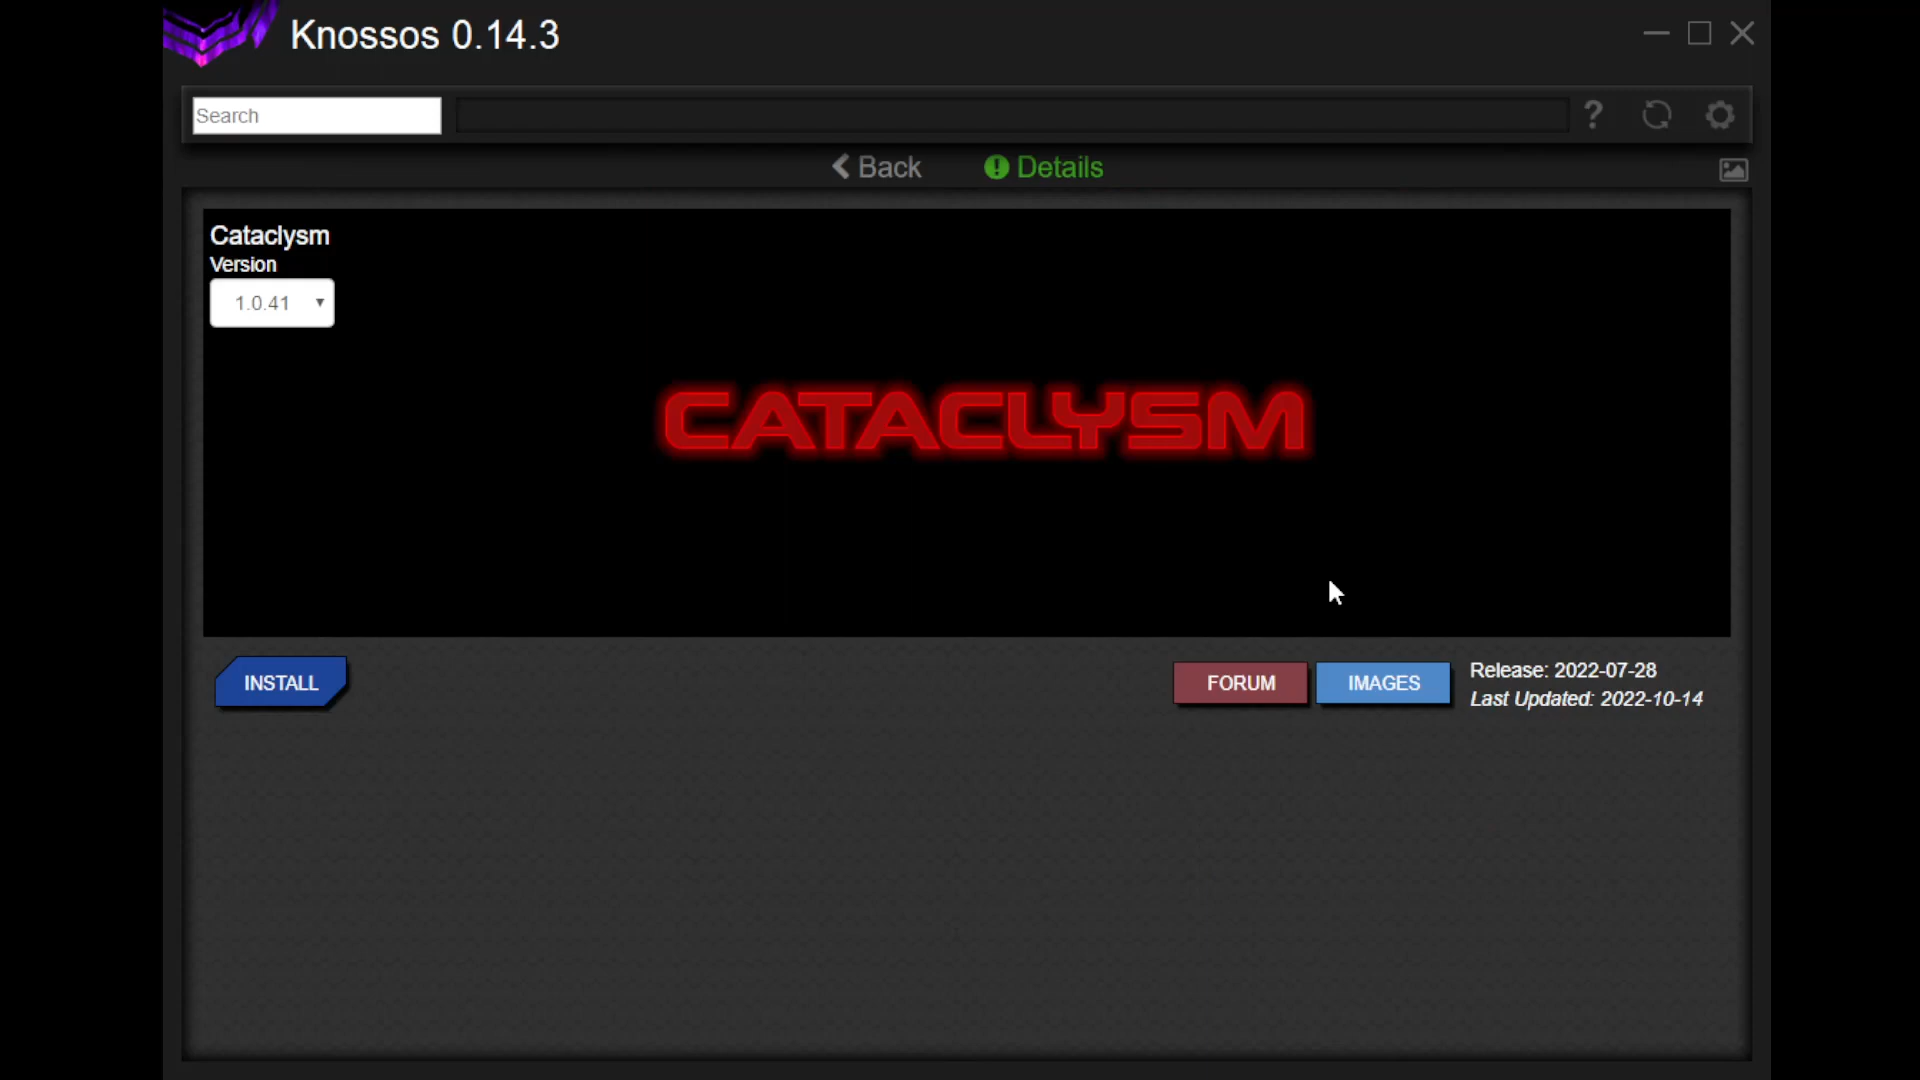 Knossos 0.14.3
Search
?
Back
Details
Cataclysm
Version
1.0.41
CATACLYSM
INSTALL
FORUM
IMAGES
Release: 2022-07-28
Last Updated: 2022-10-14